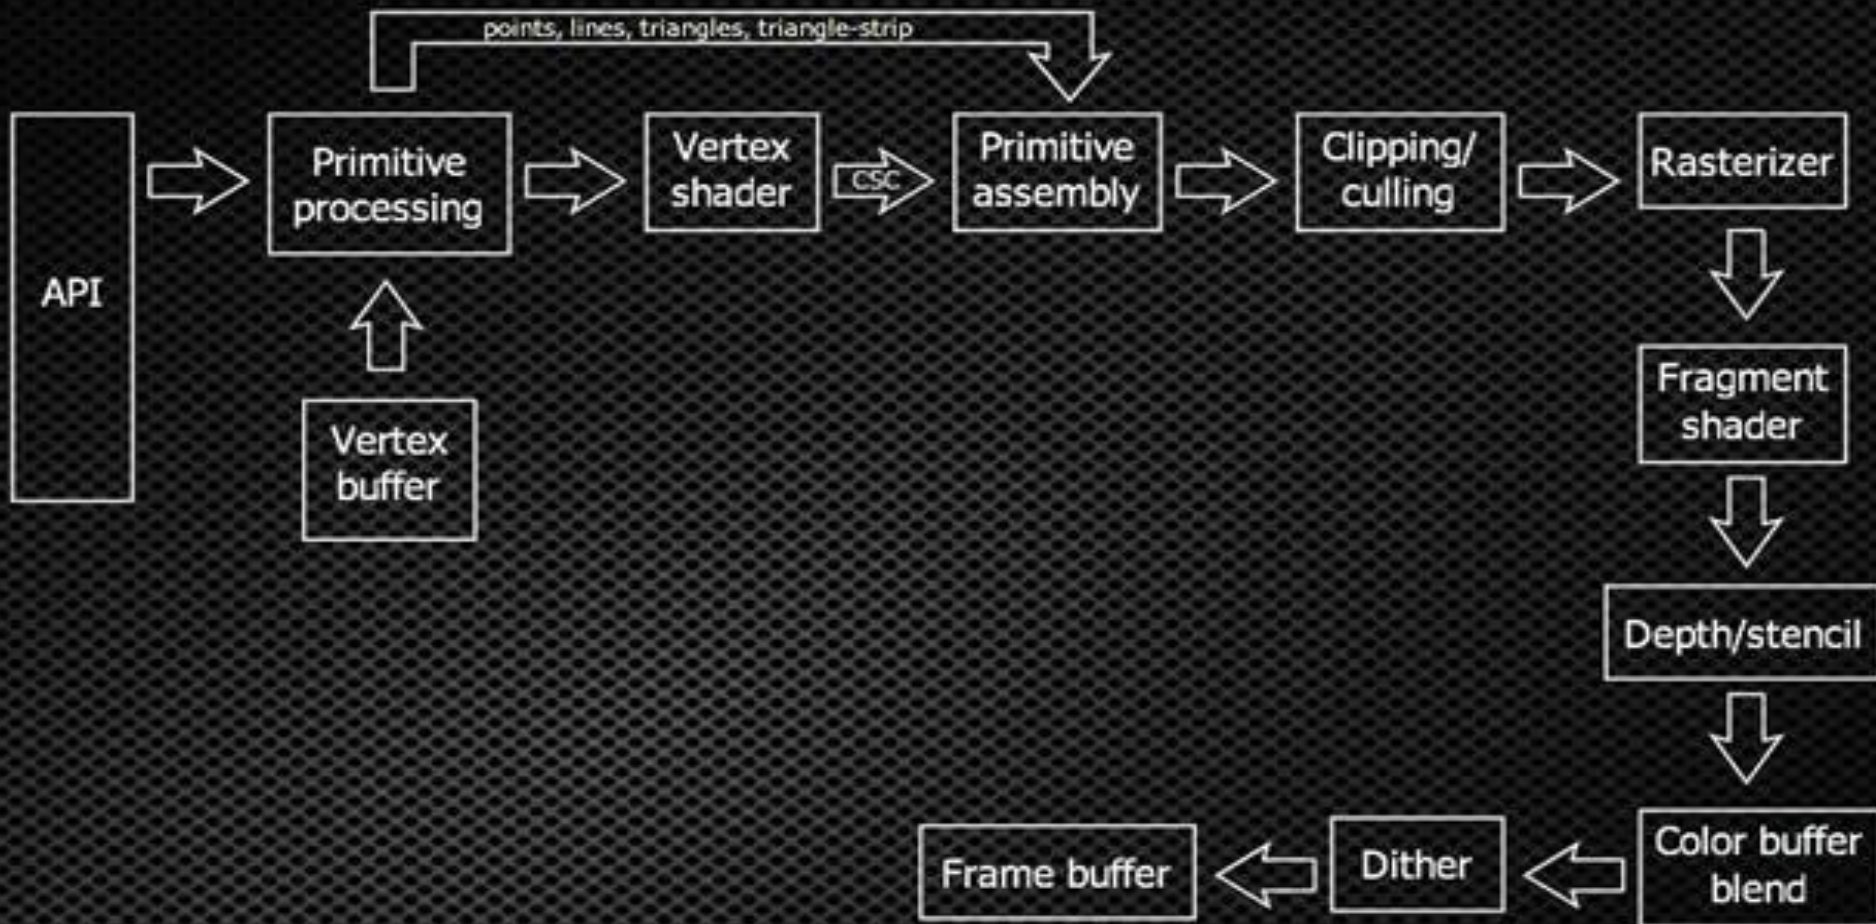 points, lines, triangles, triangle-strip
API
Primitive
processing
Vertex
shader
CSC
Primitive
assembly
Clipping/
culling
Rasterizer
Vertex
buffer
Fragment
shader
Depth/stencil
Color buffer
blend
Dither
Frame buffer